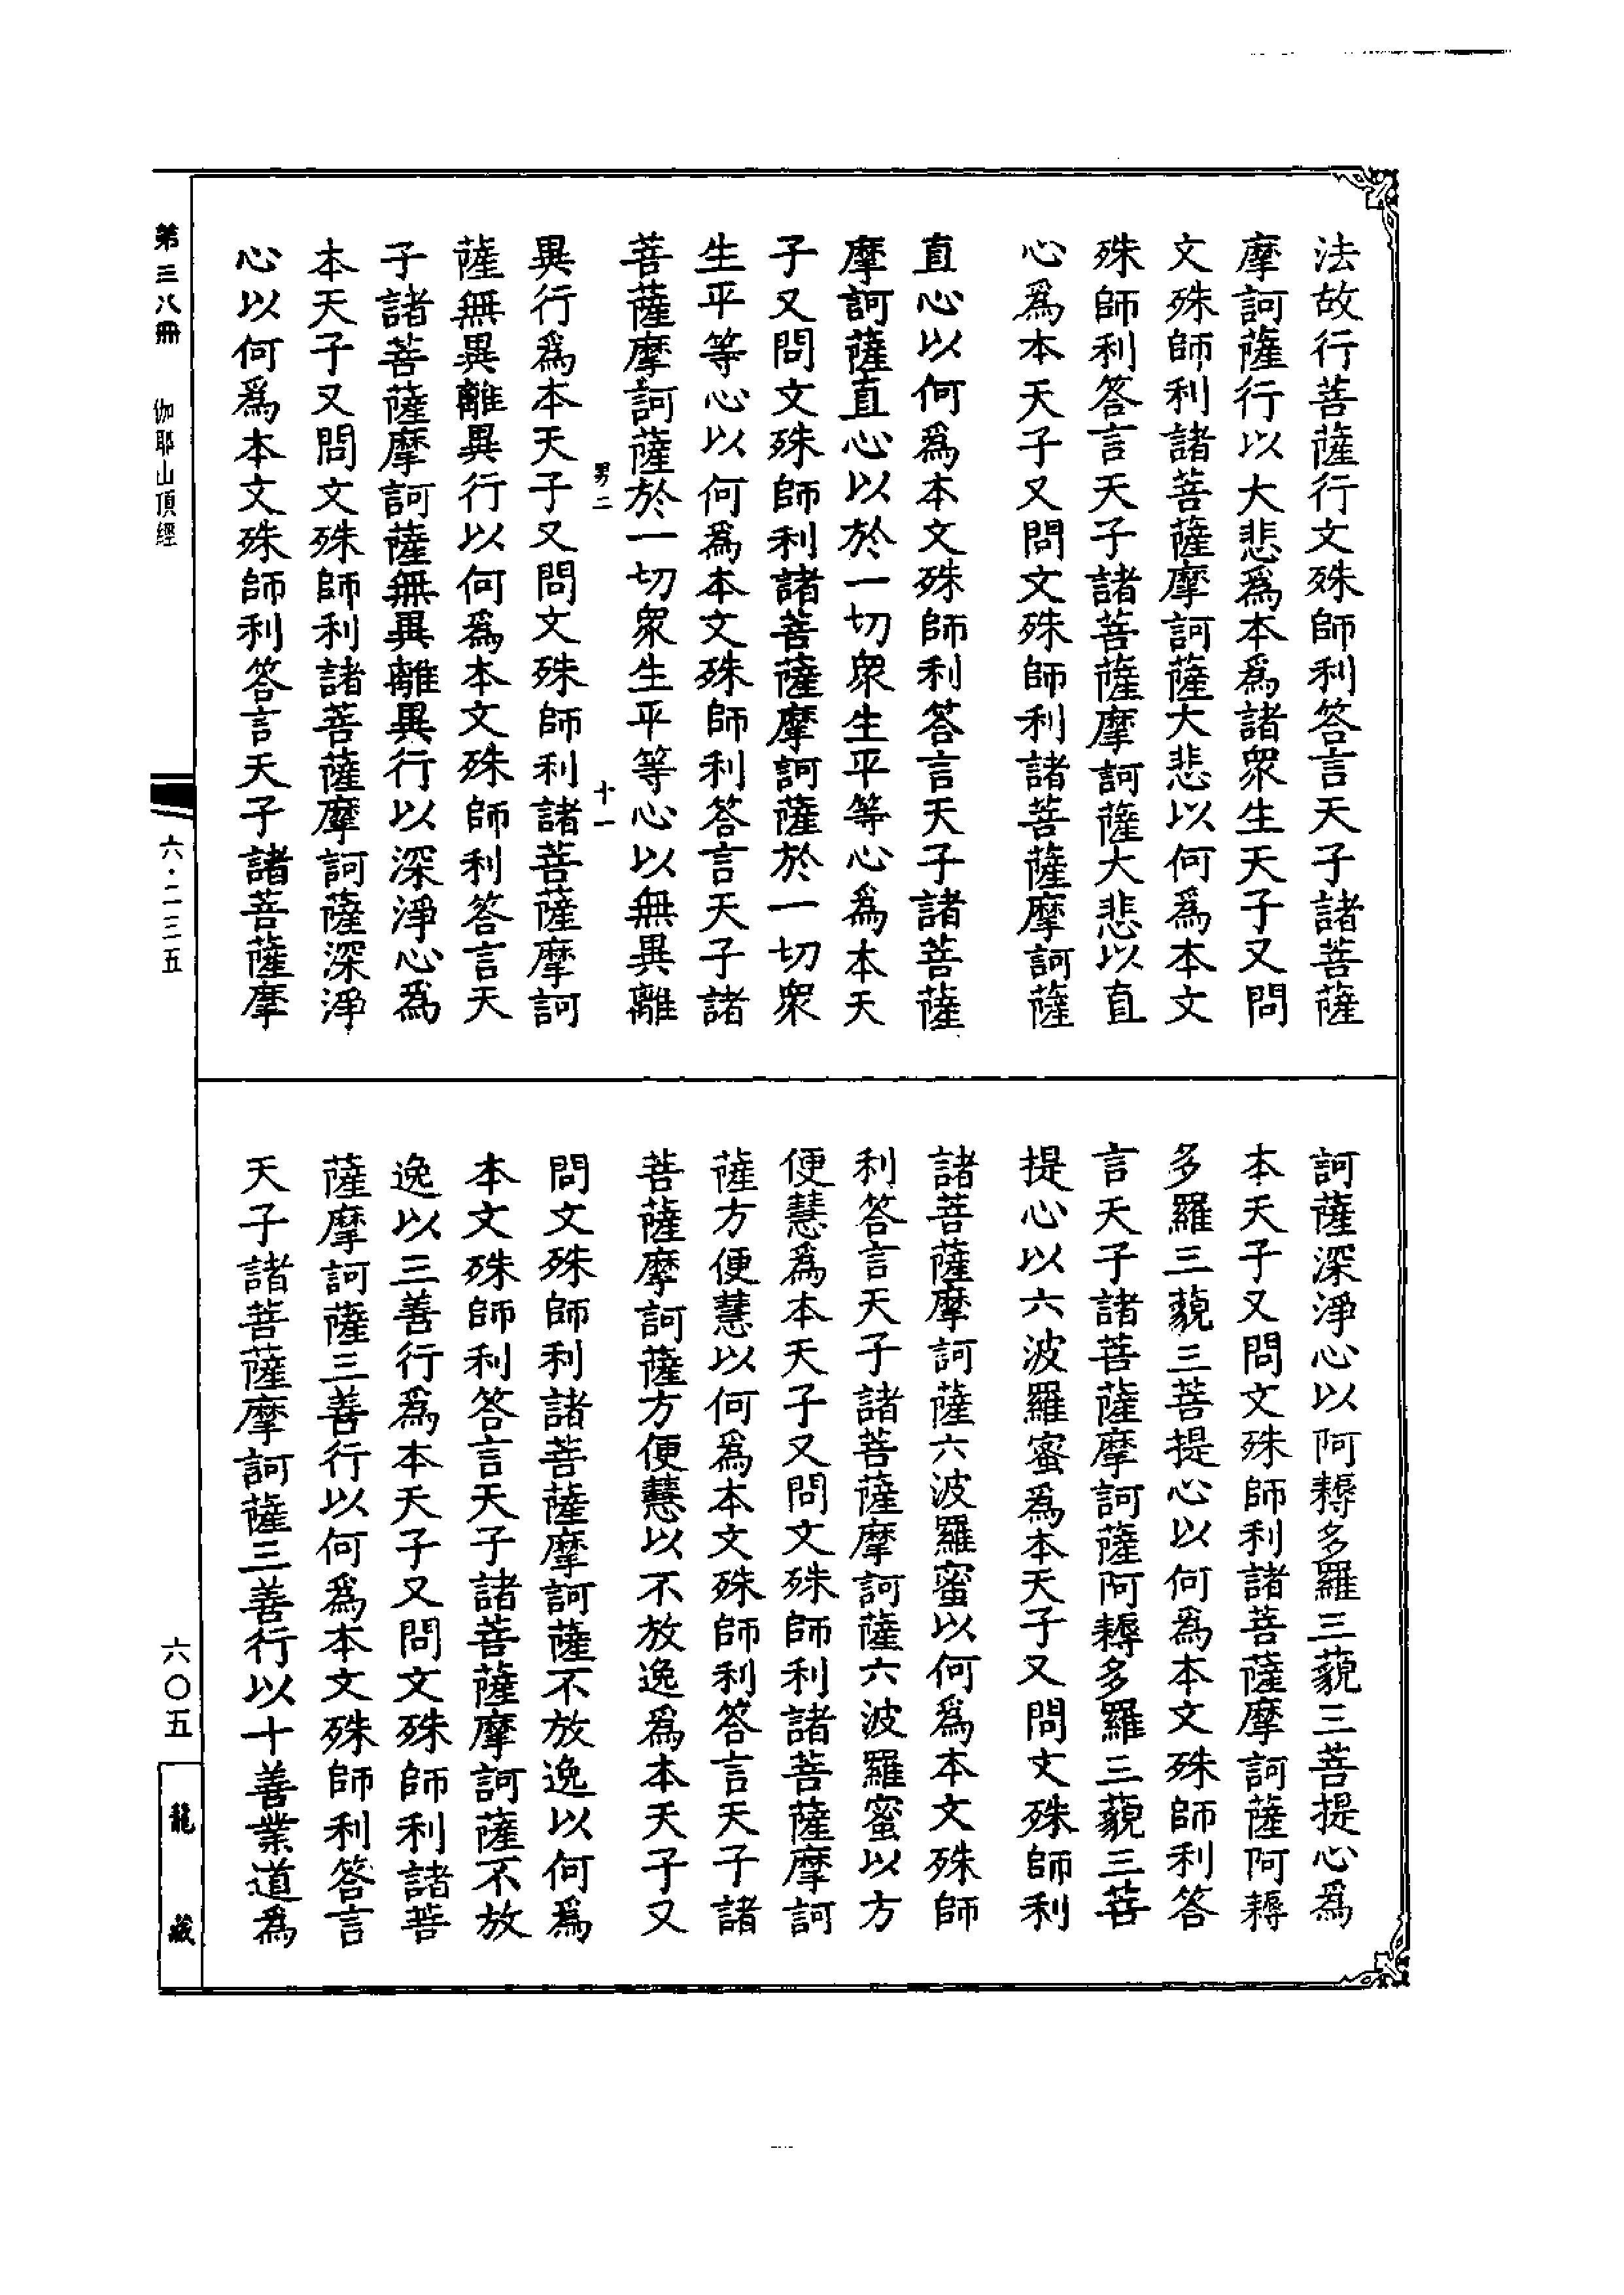 法故行菩薩行文殊師利答言天子諸菩薩
摩訶薩行以大悲爲本爲諸衆生天子又問
文殊師利諸菩薩摩訶薩大悲以何爲本文
殊師利答言天子諸菩薩摩訶薩大悲以直
心爲本天子又問文殊師利諸菩薩摩訶薩
直心以何爲本文殊師利答言天子諸菩薩
摩訶薩直心以於一切衆生平等心爲本天
子又問文殊師利諸菩薩摩訶薩於一切衆
生平等心以何爲本文殊師利答言天子諸
菩薩摩訶薩於一切衆生平等心以無異離
男二 十一
異行爲本天子又問文殊師利諸菩薩摩訶
薩無異離異行以何爲本文殊師利答言天
子諸菩薩摩訶薩無異離異行以深淨心爲
本天子又問文殊師利諸菩薩摩訶薩深淨
心以何爲本文殊師利答言天子諸菩薩摩
訶薩深淨心以阿耨多羅三藐三菩提心爲
本天子又問文殊師利諸菩薩摩訶薩阿耨
多羅三藐三菩提心以何爲本文殊師利答
言天子諸菩薩摩訶薩阿耨多羅三藐三菩
提心以六波羅蜜爲本天子又問文殊師利
諸菩薩摩訶薩六波羅蜜以何爲本文殊師
利答言天子諸菩薩摩訶薩六波羅蜜以方
便慧爲本天子又問文殊師利諸菩薩摩訶
薩方便慧以何爲本文殊師利答言天子諸
菩薩摩訶薩方便慧以不放逸爲本天子又
問文殊師利諸菩薩摩訶薩不放逸以何爲
本文殊師利答言天子諸菩薩摩訶薩不放
逸以三善行爲本天子又問文殊師利諸菩
薩摩訶薩三善行以何爲本文殊師利答言
天子諸菩薩摩訶薩三善行以十善業道爲
第三八冊 伽耶山頂經 六·二三五 六〇五 龍藏